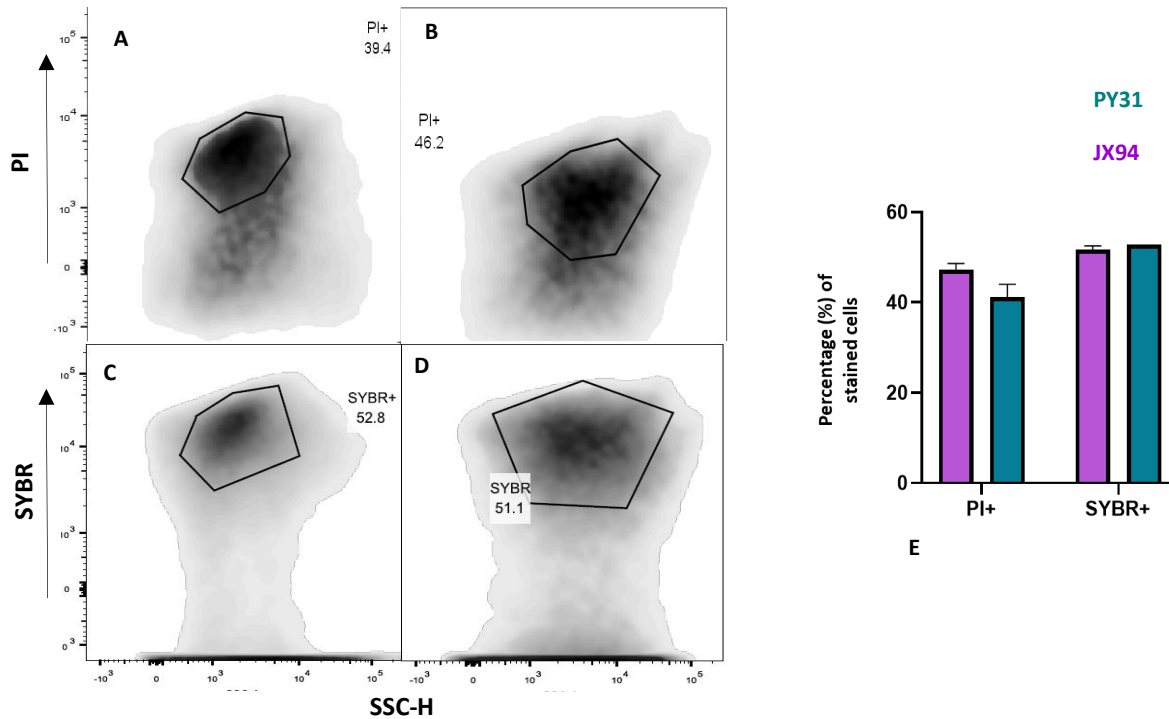 A
PI+
39.4
B
PI+
46.2
PI
10⁵
10⁴
10³
0
-10³
C
SYBR+
52.8
D
SYBR
51.1
SYBR
10⁵
10⁴
10³
0
0³
-10³
0
10³
10⁴
10⁵
-10³
0
10³
10⁴
10⁵
SSC-H
PY31
JX94
Percentage (%) of
stained cells
60
40
20
0
PI+
SYBR+
E